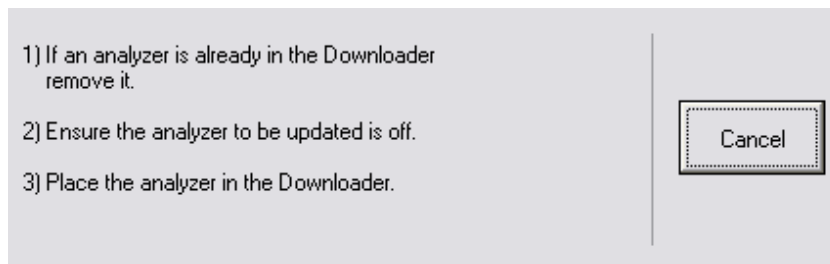 1) If an analyzer is already in the Downloader
remove it.
2) Ensure the analyzer to be updated is off.
3) Place the analyzer in the Downloader.
Cancel